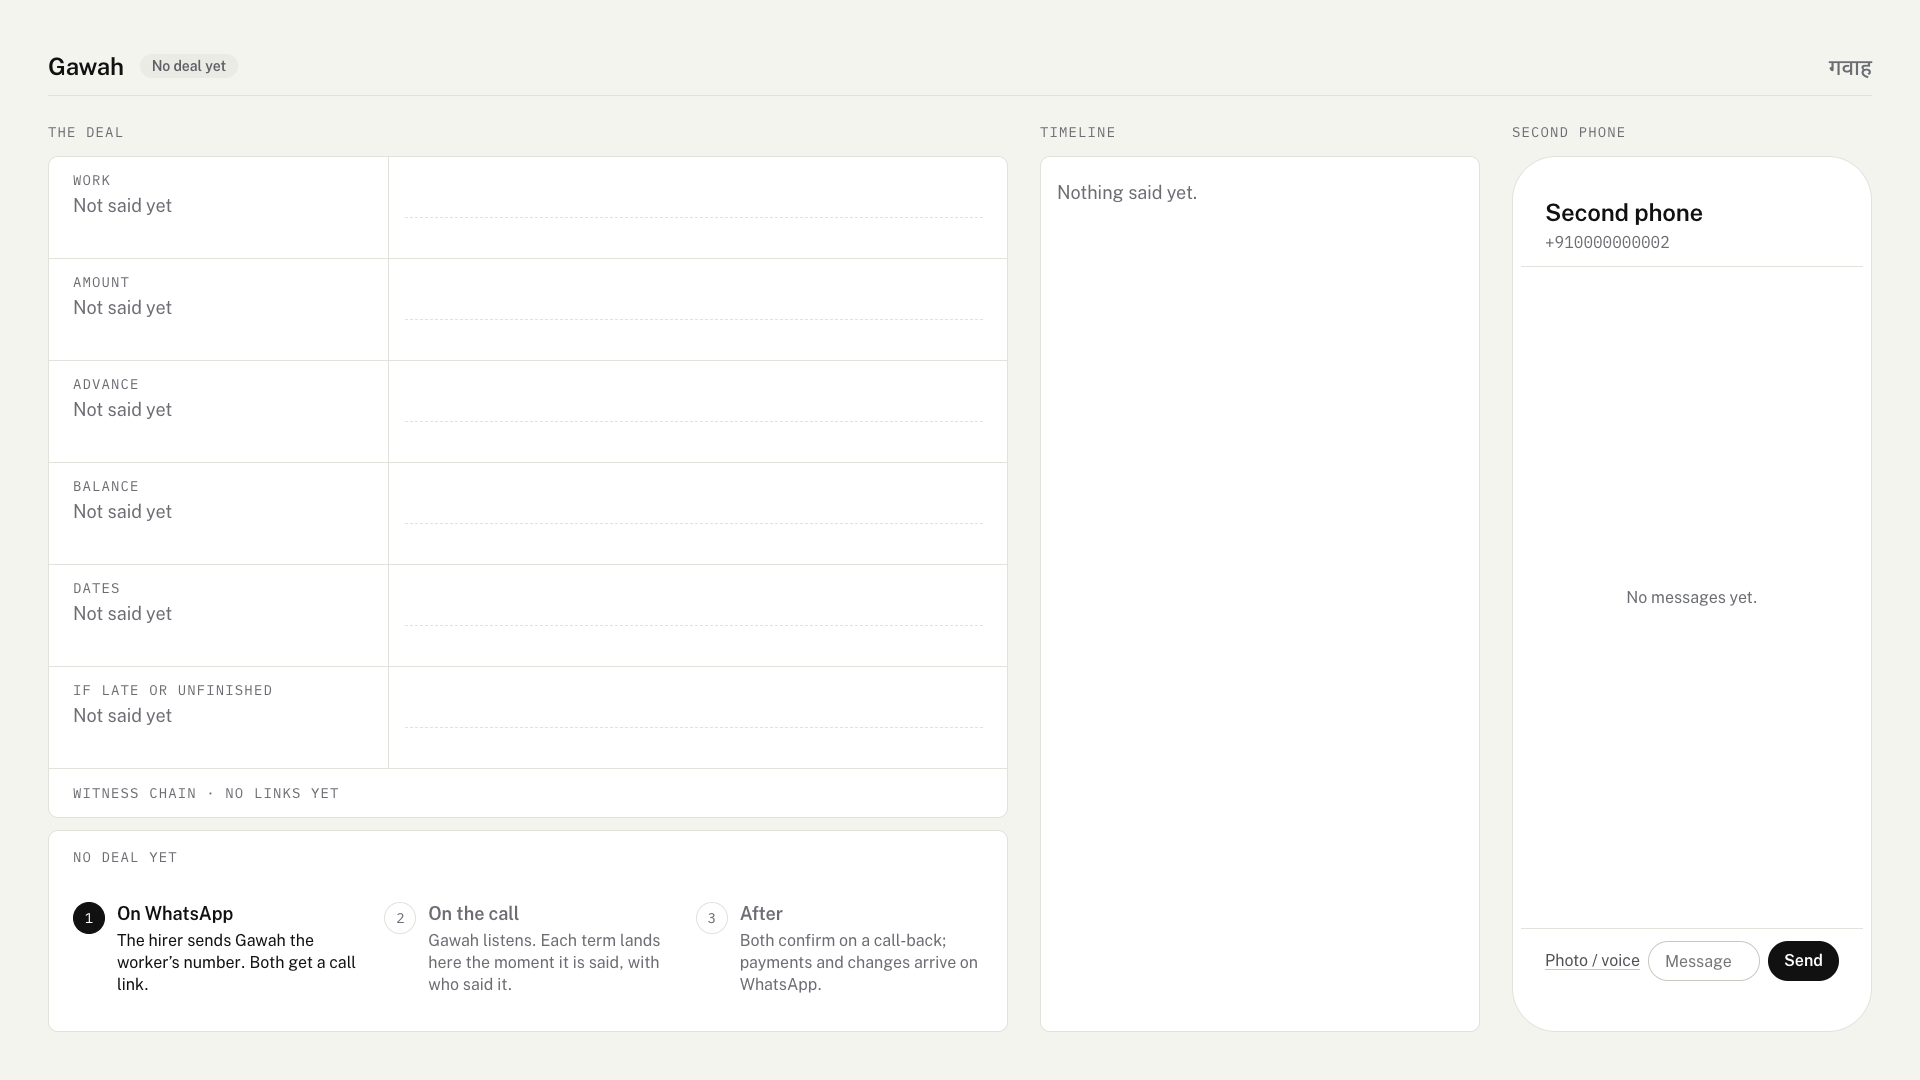 Gawah
No deal yet
गवाह
THE DEAL
WORK
Not said yet
AMOUNT
Not said yet
ADVANCE
Not said yet
BALANCE
Not said yet
DATES
Not said yet
IF LATE OR UNFINISHED
Not said yet
WITNESS CHAIN · NO LINKS YET
NO DEAL YET
1
On WhatsApp
The hirer sends Gawah the
worker’s number. Both get a call
link.
2
On the call
Gawah listens. Each term lands
here the moment it is said, with
who said it.
3
After
Both confirm on a call-back;
payments and changes arrive on
WhatsApp.
TIMELINE
Nothing said yet.
SECOND PHONE
Second phone
+910000000002
No messages yet.
Photo / voice
Message
Send